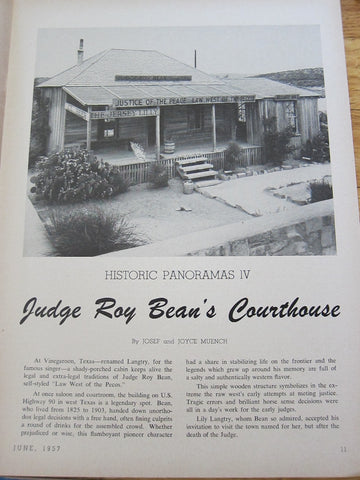 JUDGE ROY BEAN
JUSTICE OF THE PEACE LAW WEST OF THE PECOS
THE JERSEY LILLY
HISTORIC PANORAMAS IV
Judge Roy Bean's Courthouse
By JOSEF and JOYCE MUENCH
At Vinegaroon, Texas—renamed Langtry, for the
famous singer—a shady-porched cabin keeps alive the
legal and extra-legal traditions of Judge Roy Bean,
self-styled "Law West of the Pecos."
At once saloon and courtroom, the building on U.S.
Highway 90 in west Texas is a legendary spot. Bean,
who lived from 1825 to 1903, handed down unortho-
dox legal decisions with a free hand, often fining culprits
a round of drinks for the assembled crowd. Whether
prejudiced or wise, this flamboyant pioneer character
had a share in stabilizing life on the frontier and the
legends which grew up around his memory are full of
a salty and authentically western flavor.
This simple wooden structure symbolizes in the ex-
treme the raw west's early attempts at meting justice.
Tragic errors and brilliant horse sense decisions were
all in a day's work for the early judges.
Lily Langtry, whom Bean so admired, accepted his
invitation to visit the town named for her, but after the
death of the Judge.
JUNE, 1957
11